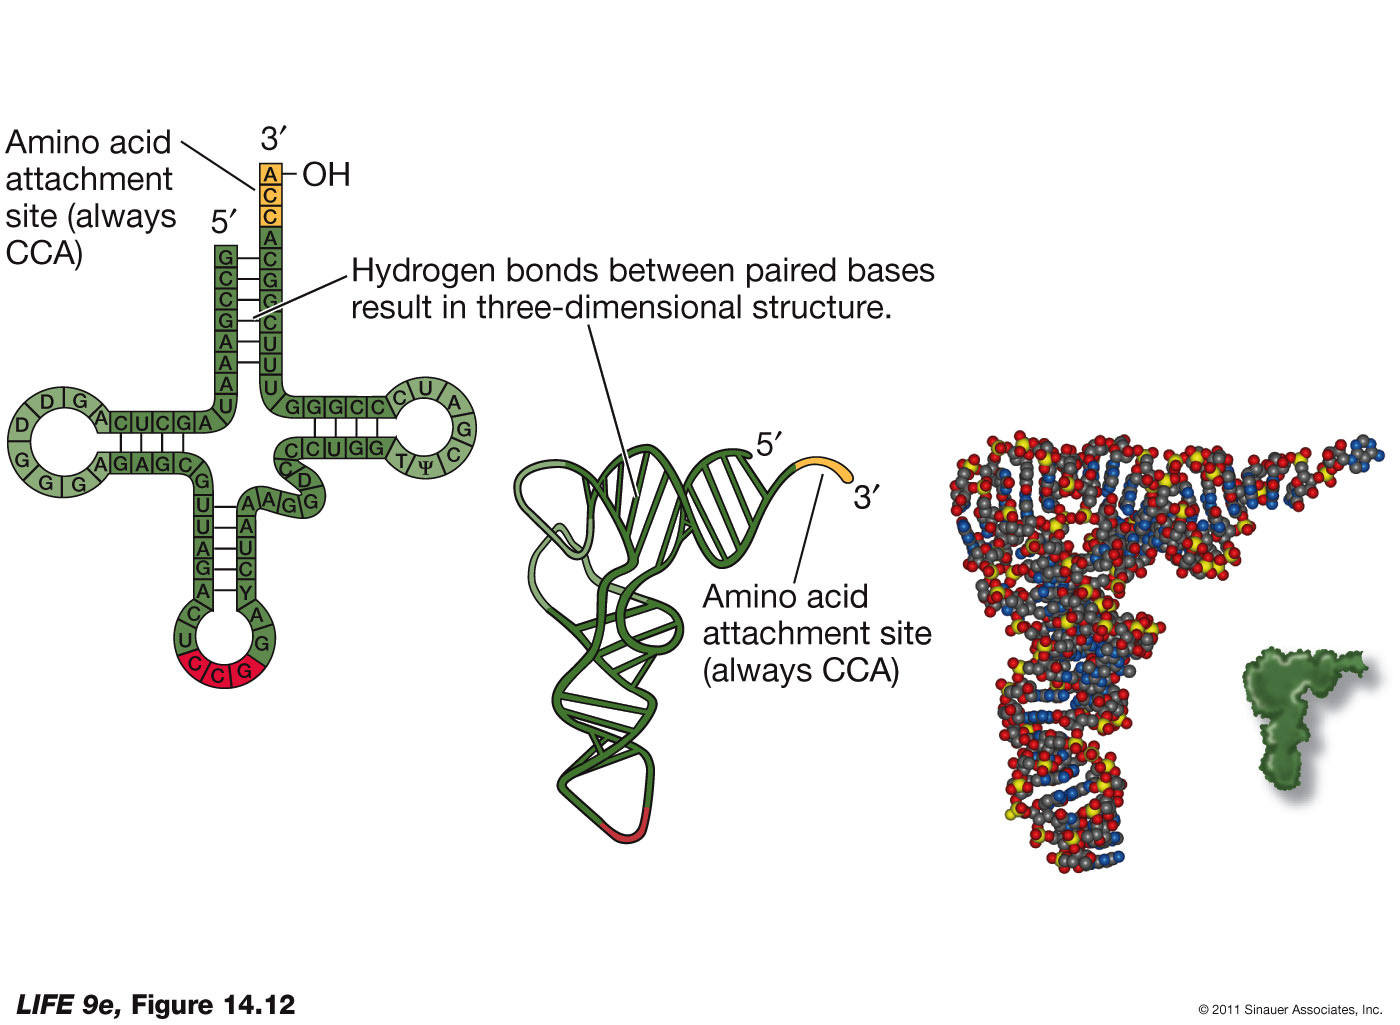 Amino acid
attachment
site (always
CCA)
3′
A
C
C
A
C
G
G
C
U
U
U
OH
5′
G
C
C
G
A
A
A
U
Hydrogen bonds between paired bases
result in three-dimensional structure.
D D G A C U C G A
G G G A G A G C G
G G G C C C U A G C
C C U G G T Ψ
C D G G A A
U U A G A C U
C C G
A U C Y A G
5′
3′
Amino acid
attachment site
(always CCA)
LIFE 9e, Figure 14.12
© 2011 Sinauer Associates, Inc.